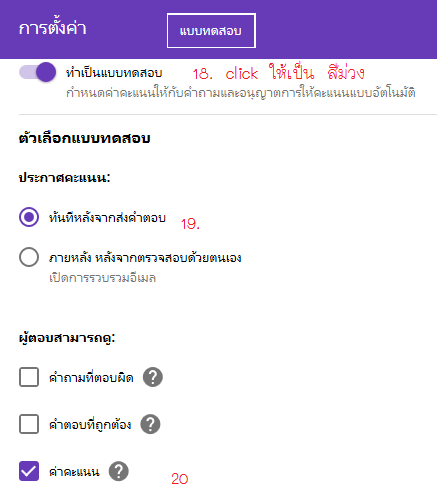 การตั้งค่า
แบบทดสอบ
ทำเป็นแบบทดสอบ 18. click ให้เป็น สีม่วง
กำหนดค่าคะแนนให้กับคำถามและอนุญาตการให้คะแนนแบบอัตโนมัติ
ตัวเลือกแบบทดสอบ
ประกาศคะแนน:
ทันทีหลังจากส่งคำตอบ 19.
ภายหลัง หลังจากตรวจสอบด้วยตนเอง
เปิดการรวบรวมอีเมล
ผู้ตอบสามารถดู:
คำถามที่ตอบผิด ?
คำตอบที่ถูกต้อง ?
ค่าคะแนน ? 20